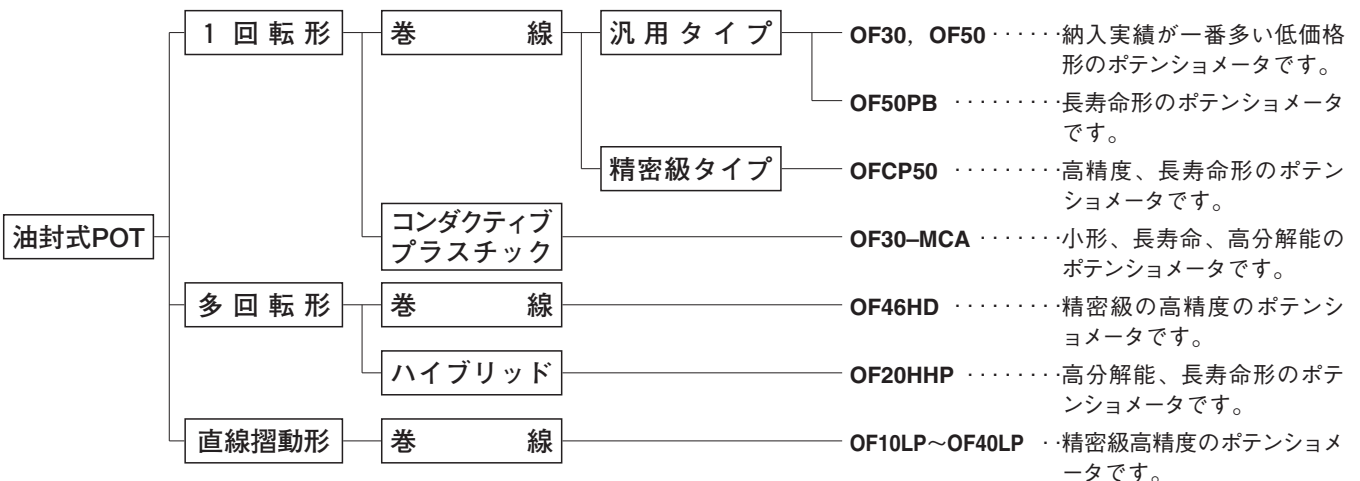 油封式POT
1回転形
巻線
汎用タイプ
OF30, OF50 ······納入実績が一番多い低価格
形のポテンショメータです。
OF50PB ·········長寿命形のポテンショメータ
です。
精密級タイプ
OFCP50 ·········高精度、長寿命形のポテン
ショメータです。
コンダクティブ
プラスチック
OF30–MCA ·······小形、長寿命、高分解能の
ポテンショメータです。
多回転形
巻線
OF46HD ·········精密級の高精度のポテンシ
ョメータです。
ハイブリッド
OF20HHP ········高分解能、長寿命形のポテ
ンショメータです。
直線摺動形
巻線
OF10LP～OF40LP ··精密級高精度のポテンショメ
ータです。